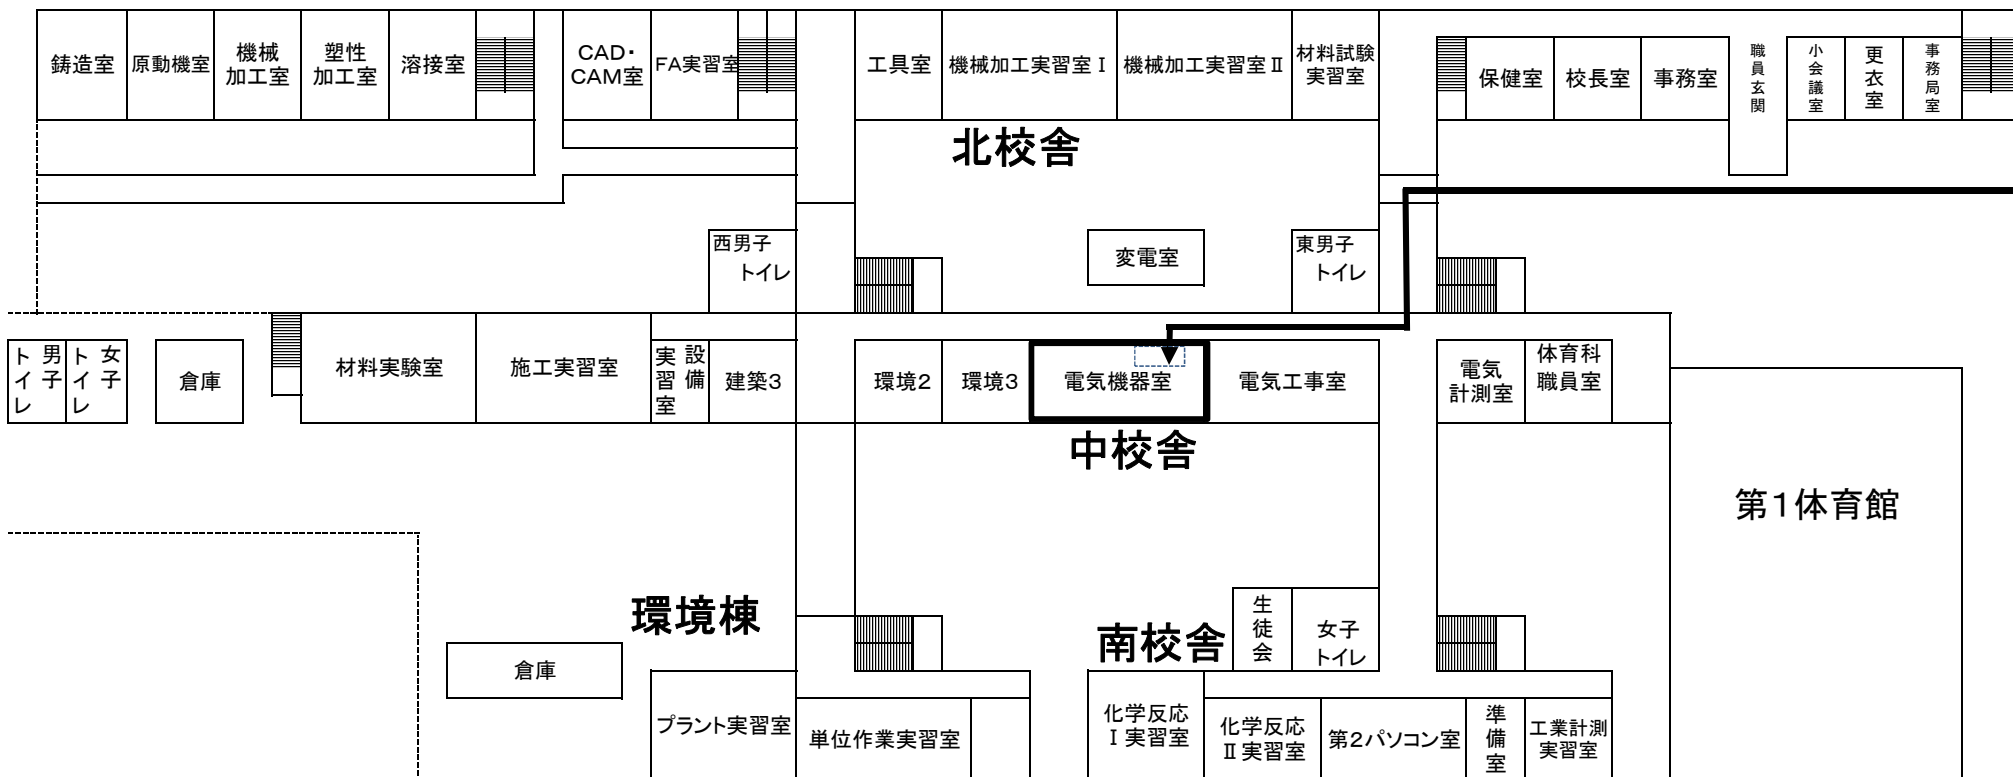 鋳造室
原動機室
機械
加工室
塑性
加工室
溶接室
CAD・
CAM室
FA実習室
工具室
機械加工実習室Ⅰ
機械加工実習室Ⅱ
材料試験
実習室
保健室
校長室
事務室
職員玄関
小会議室
更衣室
事務局室
北校舎
西男子
トイレ
変電室
東男子
トイレ
男子
トイレ
女子
トイレ
倉庫
材料実験室
施工実習室
設備
実習室
建築3
環境2
環境3
電気機器室
電気工事室
電気
計測室
体育科
職員室
中校舎
第1体育館
環境棟
倉庫
南校舎
生徒会
女子
トイレ
プラント実習室
単位作業実習室
化学反応
Ⅰ実習室
化学反応
Ⅱ実習室
第2パソコン室
準備室
工業計測
実習室